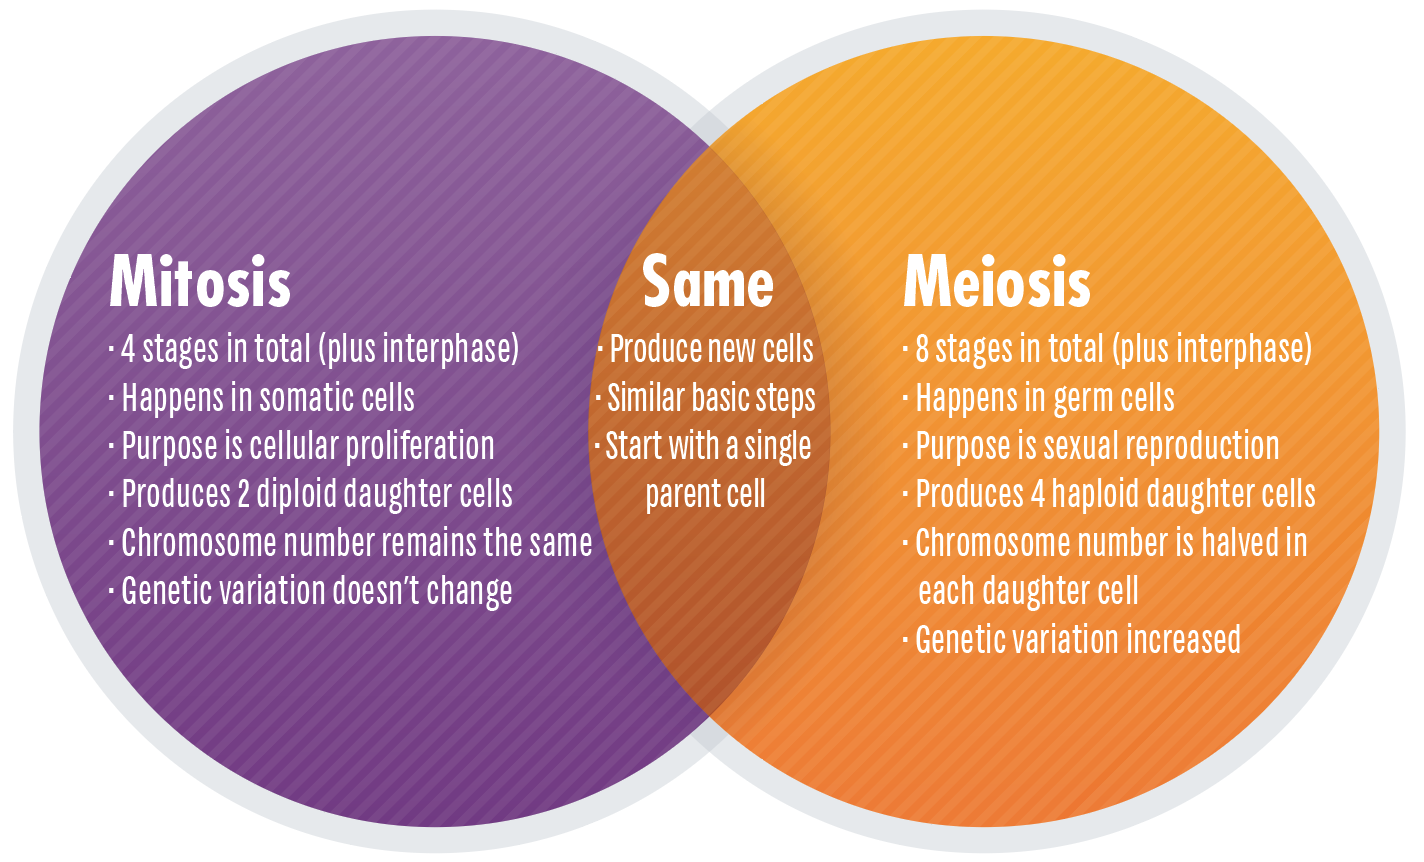 Mitosis
· 4 stages in total (plus interphase)
· Happens in somatic cells
· Purpose is cellular proliferation
· Produces 2 diploid daughter cells
· Chromosome number remains the same
· Genetic variation doesn’t change
Same
· Produce new cells
· Similar basic steps
· Start with a single
parent cell
Meiosis
· 8 stages in total (plus interphase)
· Happens in germ cells
· Purpose is sexual reproduction
· Produces 4 haploid daughter cells
· Chromosome number is halved in
each daughter cell
· Genetic variation increased